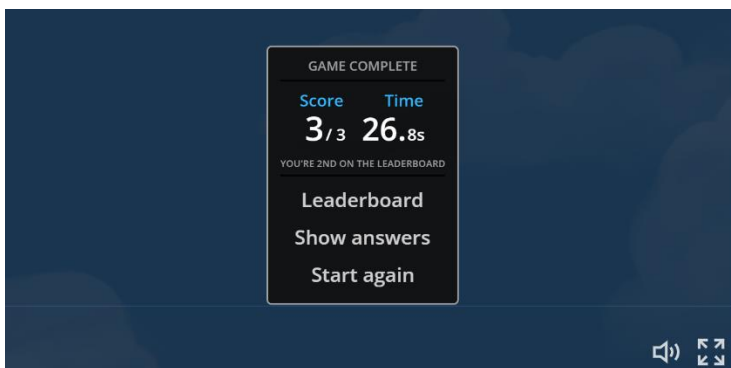 GAME COMPLETE
Score Time
3/3 26.8s
YOU'RE 2ND ON THE LEADERBOARD
Leaderboard
Show answers
Start again